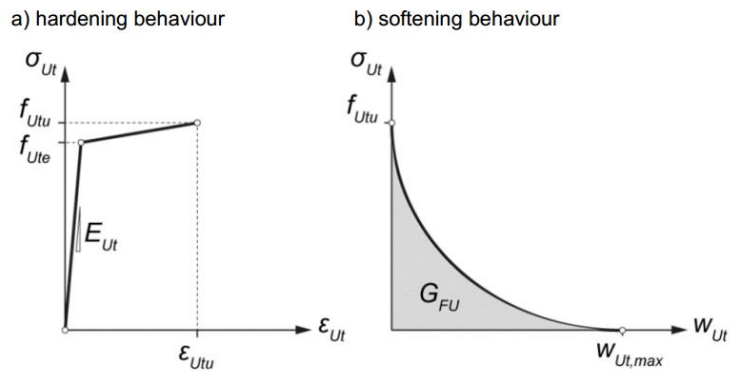 a) hardening behaviour
b) softening behaviour
σUt
σUt
fUtu
fUtu
fUte
EUt
GFU
εUt
wUt
εUtu
wUt,max